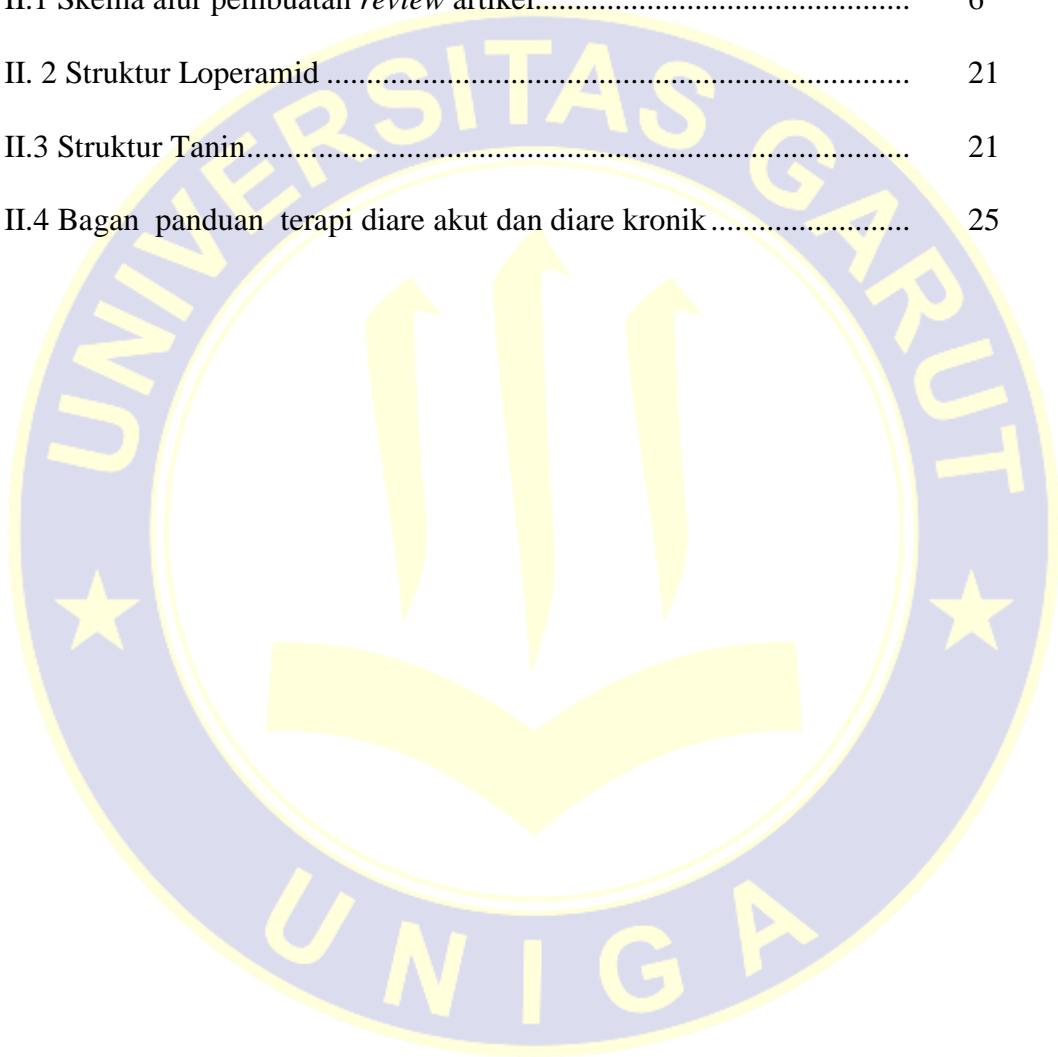 II.1 Skema alur pembuatan review artikel............................................ 6
II. 2 Struktur Loperamid ...................................................................... 21
II.3 Struktur Tanin................................................................................ 21
II.4 Bagan panduan terapi diare akut dan diare kronik ........................ 25
UNIVERSITAS GARUT
UNIGA